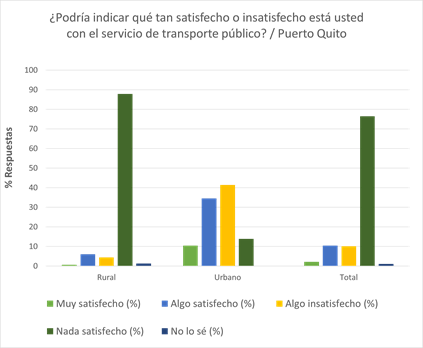 ¿Podría indicar qué tan satisfecho o insatisfecho está usted
con el servicio de transporte público? / Puerto Quito
100
90
80
70
60
50
40
30
20
10
0
% Respuestas
Rural Urbano Total
Muy satisfecho (%) Algo satisfecho (%) Algo insatisfecho (%)
Nada satisfecho (%) No lo sé (%)